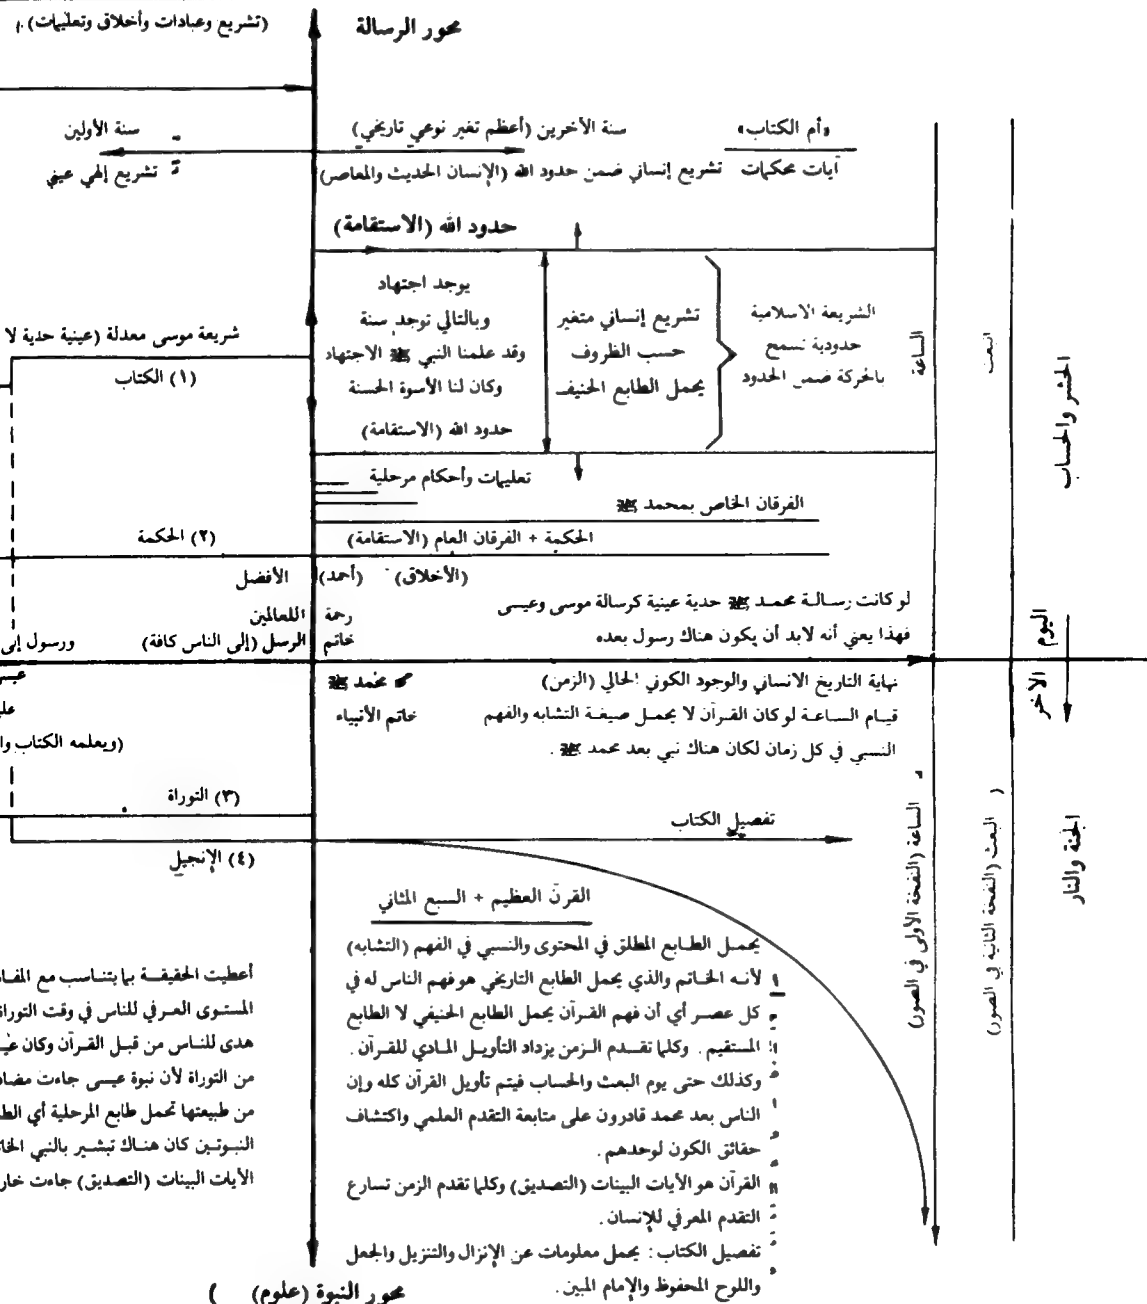 محور الرسالة
(تشريع وعبادات وأخلاق وتعليمات).
«أم الكتاب»
سنة الأخرين (أعظم تغير نوعي تاريخي)
سنة الأولين
آيات محكمات
تشريع إنساني ضمن حدود الله (الإنسان الحديث والمعاصر)
تشريع إلهي عيني
حدود الله (الاستقامة)
يوجد اجتهاد
وبالتالي توجد سنة
وقد علمنا النبي ﷺ الاجتهاد
وكان لنا الأسوة الحسنة
حدود الله (الاستقامة)
تشريع إنساني متغير
حسب الظروف
يحمل الطابع الحنيف
الشريعة الاسلامية
حدودية تسمح
بالحركة ضمن الحدود
الساعة
البعث
الحشر والحساب
شريعة موسى معدلة (عينية حدية لا
(١) الكتاب
تعليمات وأحكام مرحلية
الفرقان الخاص بمحمد ﷺ
الحكمة + الفرقان العام (الاستقامة)
(٢) الحكمة
(الأخلاق) (أحمد) الأفضل
رحمة اللعالمين
خاتم الرسل (إلى الناس كافة)
ورسول إلى
لو كانت رسالة محمد ﷺ حدية عينية كرسالة موسى وعيسى
فهذا يعني أنه لابد أن يكون هناك رسول بعده
اليوم الآخر
نهاية التاريخ الانساني والوجود الكوني الحالي (الزمن)
قيام الساعة لو كان القرآن لا يحمل صيغة التشابه والفهم
النسبي في كل زمان لكان هناك نبي بعد محمد ﷺ .
محمد ﷺ
خاتم الأنبياء
(ويعلمه الكتاب وا
(٣) التوراة
(٤) الإنجيل
تفصيل الكتاب
الساعة (النفخة الأولى في الصور)
البعث (النفخة الثانية في الصور)
الجنة والنار
القرآن العظيم + السبع المثاني
يحمل الطابع المطلق في المحتوى والنسبي في الفهم (التشابه)
لأنه الخاتم والذي يحمل الطابع التاريخي هو فهم الناس له في
كل عصر أي أن فهم القرآن يحمل الطابع الحنيفي لا الطابع
المستقيم . وكلما تقدم الزمن يزداد التأويل المادي للقرآن .
وكذلك حتى يوم البعث والحساب فيتم تأويل القرآن كله وإن
الناس بعد محمد قادرون على متابعة التقدم العلمي واكتشاف
حقائق الكون لوحدهم .
القرآن هو الأيات البينات (التصديق) وكلما تقدم الزمن تسارع
التقدم المعرفي للإنسان .
تفصيل الكتاب : يحمل معلومات عن الإنزال والتنزيل والجعل
واللوح المحفوظ والإمام المبين .
أعطيت الحقيقة بما يتناسب مع المفا
المستوى المعرفي للناس في وقت التوراة
هدى للناس من قبل القرآن وكان
من التوراة لأن نبوة عيسى جاءت
من طبيعتها تحمل طابع المرحلية أي الط
النبوتين كان هناك تبشير بالنبي الخا
الأيات البينات (التصديق) جاءت خار
محور النبوة (علوم)